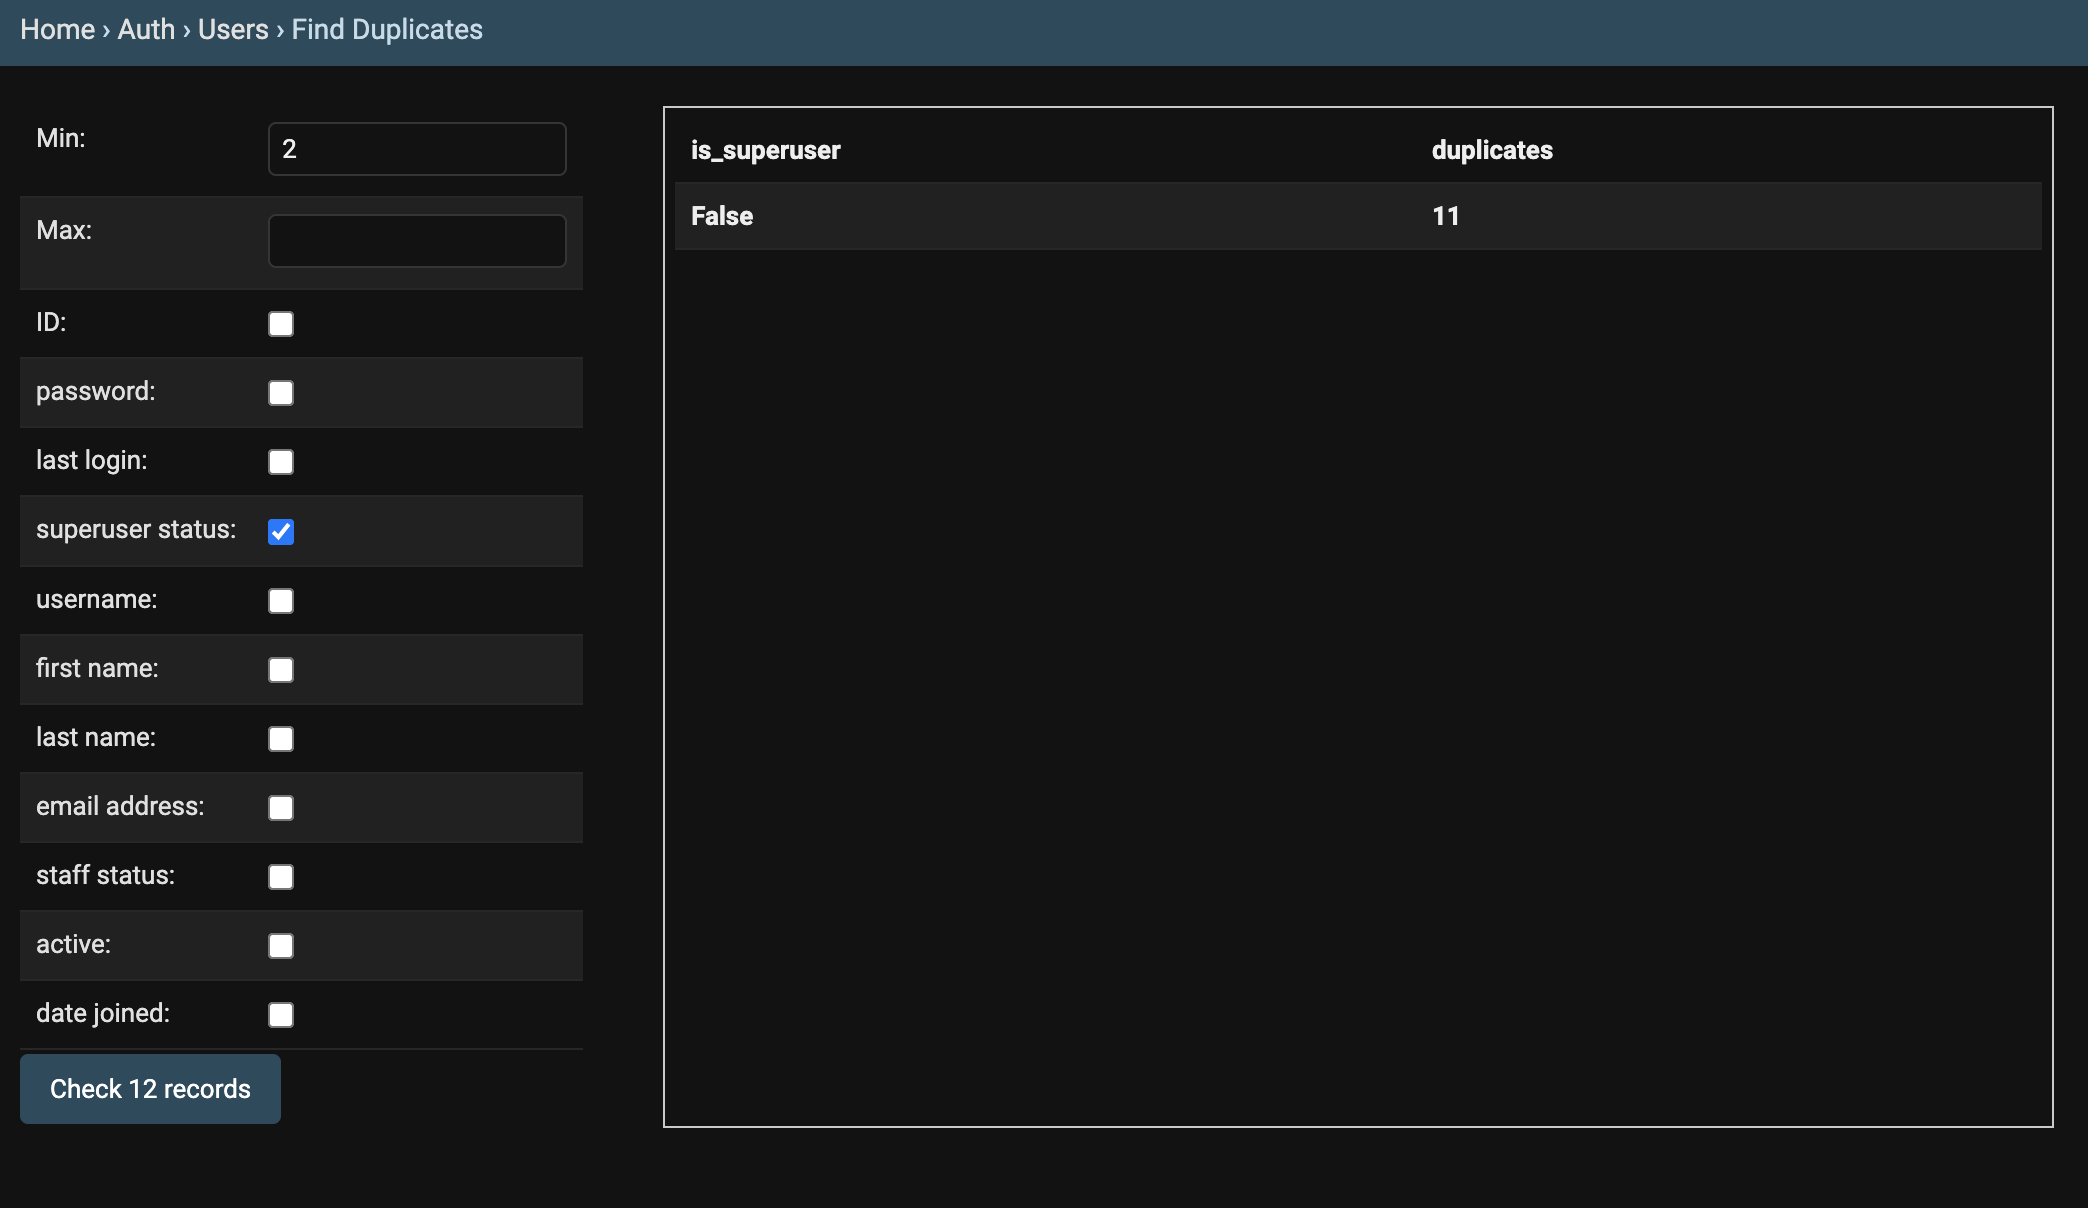 Home › Auth › Users › Find Duplicates
Min: 2
Max:
ID:
password:
last login:
superuser status:
username:
first name:
last name:
email address:
staff status:
active:
date joined:
Check 12 records
is_superuser duplicates
False 11